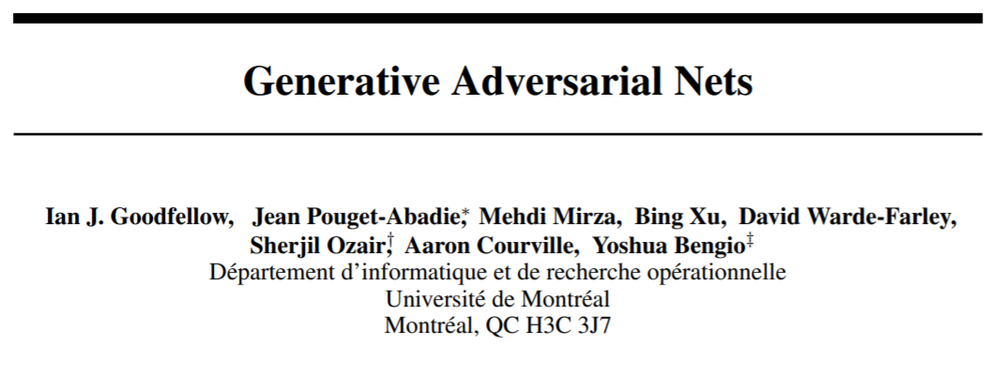 Generative Adversarial Nets
Ian J. Goodfellow, Jean Pouget-Abadie,* Mehdi Mirza, Bing Xu, David Warde-Farley,
Sherjil Ozair,† Aaron Courville, Yoshua Bengio‡
Département d'informatique et de recherche opérationnelle
Université de Montréal
Montréal, QC H3C 3J7